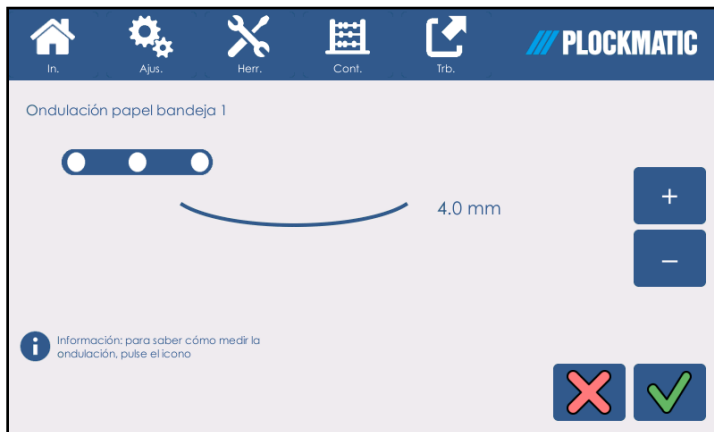 In.
Ajus.
Herr.
Cont.
Trb.
PLOCKMATIC
Ondulación papel bandeja 1
4.0 mm
+
−
Información: para saber cómo medir la
ondulación, pulse el icono